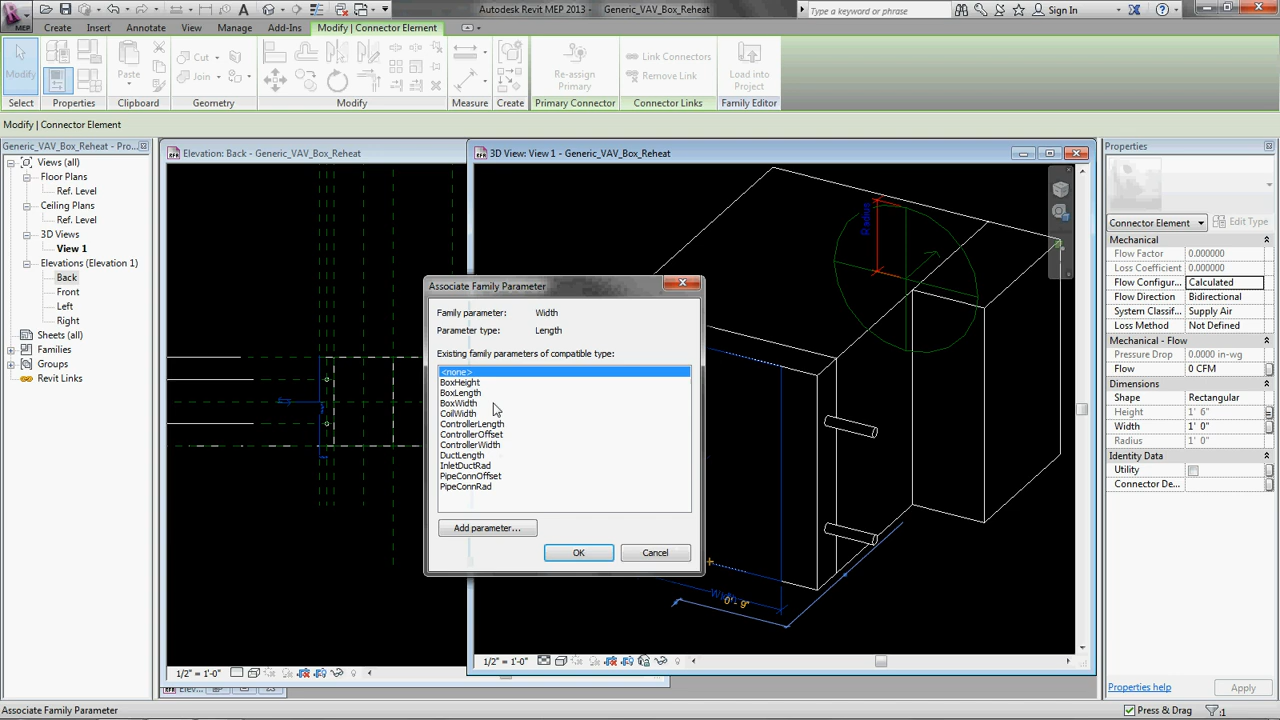 Autodesk Revit MEP 2013 - Generic_VAV_Box_Reheat
Type a keyword or phrase
Sign In
MEP
Create Insert Annotate View Manage Add-Ins Modify | Connector Element
Modify Paste Cut Join Re-assign Primary Link Connectors Remove Link Load into Project
Select Properties Clipboard Geometry Modify Measure Create Primary Connector Connector Links Family Editor
Modify | Connector Element
Generic_VAV_Box_Reheat - Pro...
Views (all)
Floor Plans
Ref. Level
Ceiling Plans
Ref. Level
3D Views
View 1
Elevations (Elevation 1)
Back
Front
Left
Right
Sheets (all)
Families
Groups
Revit Links
Elevation: Back - Generic_VAV_Box_Reheat
1/2" = 1'-0"
Elev...
3D View: View 1 - Generic_VAV_Box_Reheat
Radius
Width
0' - 9"
1/2" = 1'-0"
Associate Family Parameter
Family parameter: Width
Parameter type: Length
Existing family parameters of compatible type:
<none>
BoxHeight
BoxLength
BoxWidth
CoilWidth
ControllerLength
ControllerOffset
ControllerWidth
DuctLength
InletDuctRad
PipeConnOffset
PipeConnRad
Add parameter...
OK Cancel
Properties
Connector Element Edit Type
Mechanical
Flow Factor 0.000000
Loss Coefficient 0.000000
Flow Configur... Calculated
Flow Direction Bidirectional
System Classif... Supply Air
Loss Method Not Defined
Mechanical - Flow
Pressure Drop 0.0000 in-wg
Flow 0 CFM
Dimensions
Shape Rectangular
Height 1' 6"
Width 1' 0"
Radius 1' 0"
Identity Data
Utility
Connector De...
Properties help Apply
Associate Family Parameter
Press & Drag :1